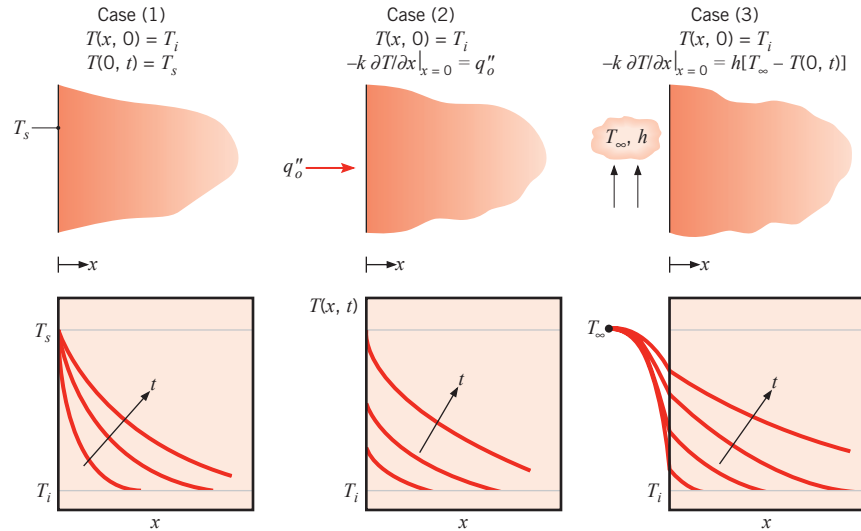 Case (1)
T(x, 0) = T_i
T(0, t) = T_s
Case (2)
T(x, 0) = T_i
–k ∂T/∂x|_{x = 0} = q″_o
Case (3)
T(x, 0) = T_i
–k ∂T/∂x|_{x = 0} = h[T_∞ – T(0, t)]
T_s
q″_o
T_∞, h
x
x
x
T_s
t
T_i
x
T(x, t)
t
x
T_∞
t
T_i
x